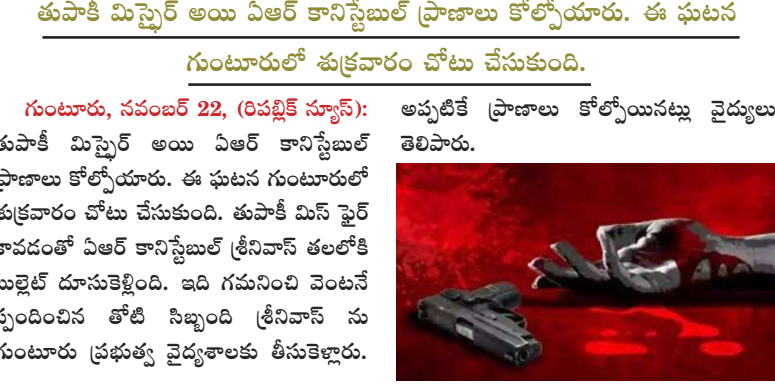 తుపాకీ మిస్ఫైర్ అయి ఏఆర్ కానిస్టేబుల్ ప్రాణాలు కోల్పోయారు. ఈ ఘటన
గుంటూరులో శుక్రవారం చోటు చేసుకుంది.
గుంటూరు, నవంబర్ 22, (రిపబ్లిక్ న్యూస్):
తుపాకీ మిస్ఫైర్ అయి ఏఆర్ కానిస్టేబుల్
ప్రాణాలు కోల్పోయారు. ఈ ఘటన గుంటూరులో
శుక్రవారం చోటు చేసుకుంది. తుపాకీ మిస్ ఫైర్
కావడంతో ఏఆర్ కానిస్టేబుల్ శ్రీనివాస్ తలలోకి
బుల్లెట్ దూసుకెళ్లింది. ఇది గమనించి వెంటనే
స్పందించిన తోటి సిబ్బంది శ్రీనివాస్ ను
గుంటూరు ప్రభుత్వ వైద్యశాలకు తీసుకెళ్లారు.
అప్పటికే ప్రాణాలు కోల్పోయినట్లు వైద్యులు
తెలిపారు.